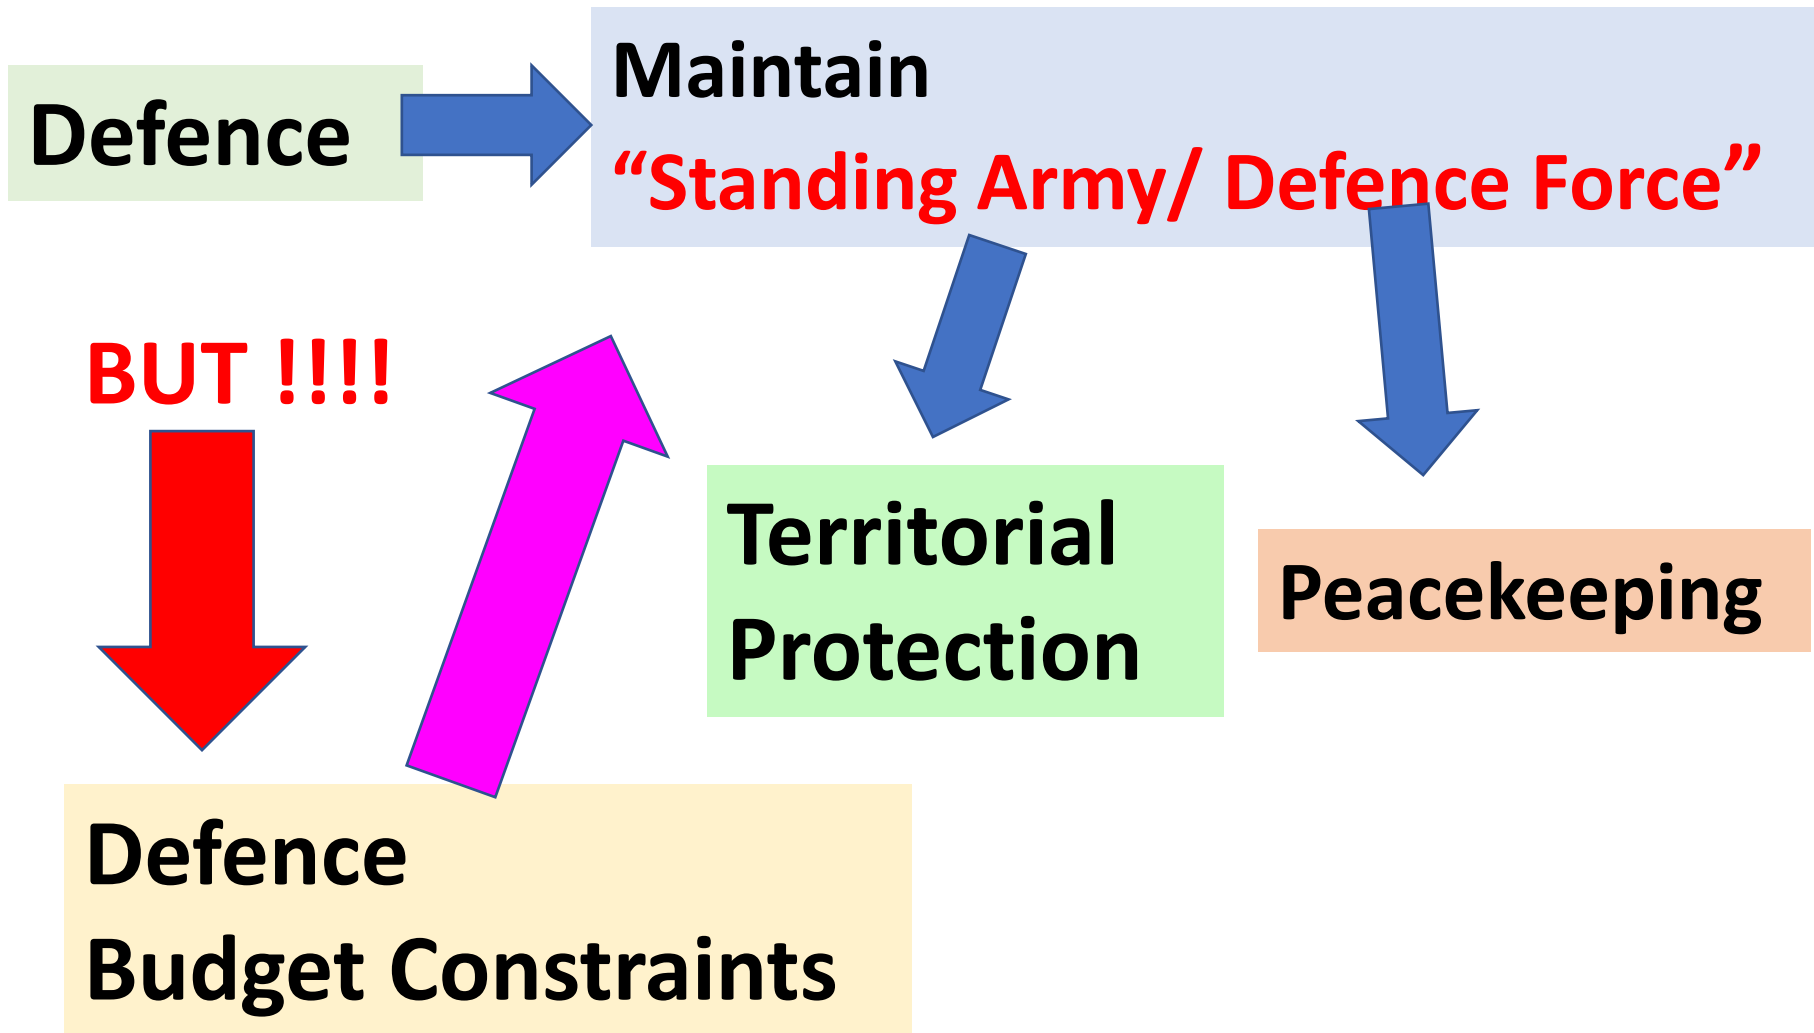 Defence
Maintain
“Standing Army/ Defence Force”
BUT !!!!
Territorial
Protection
Peacekeeping
Defence
Budget Constraints